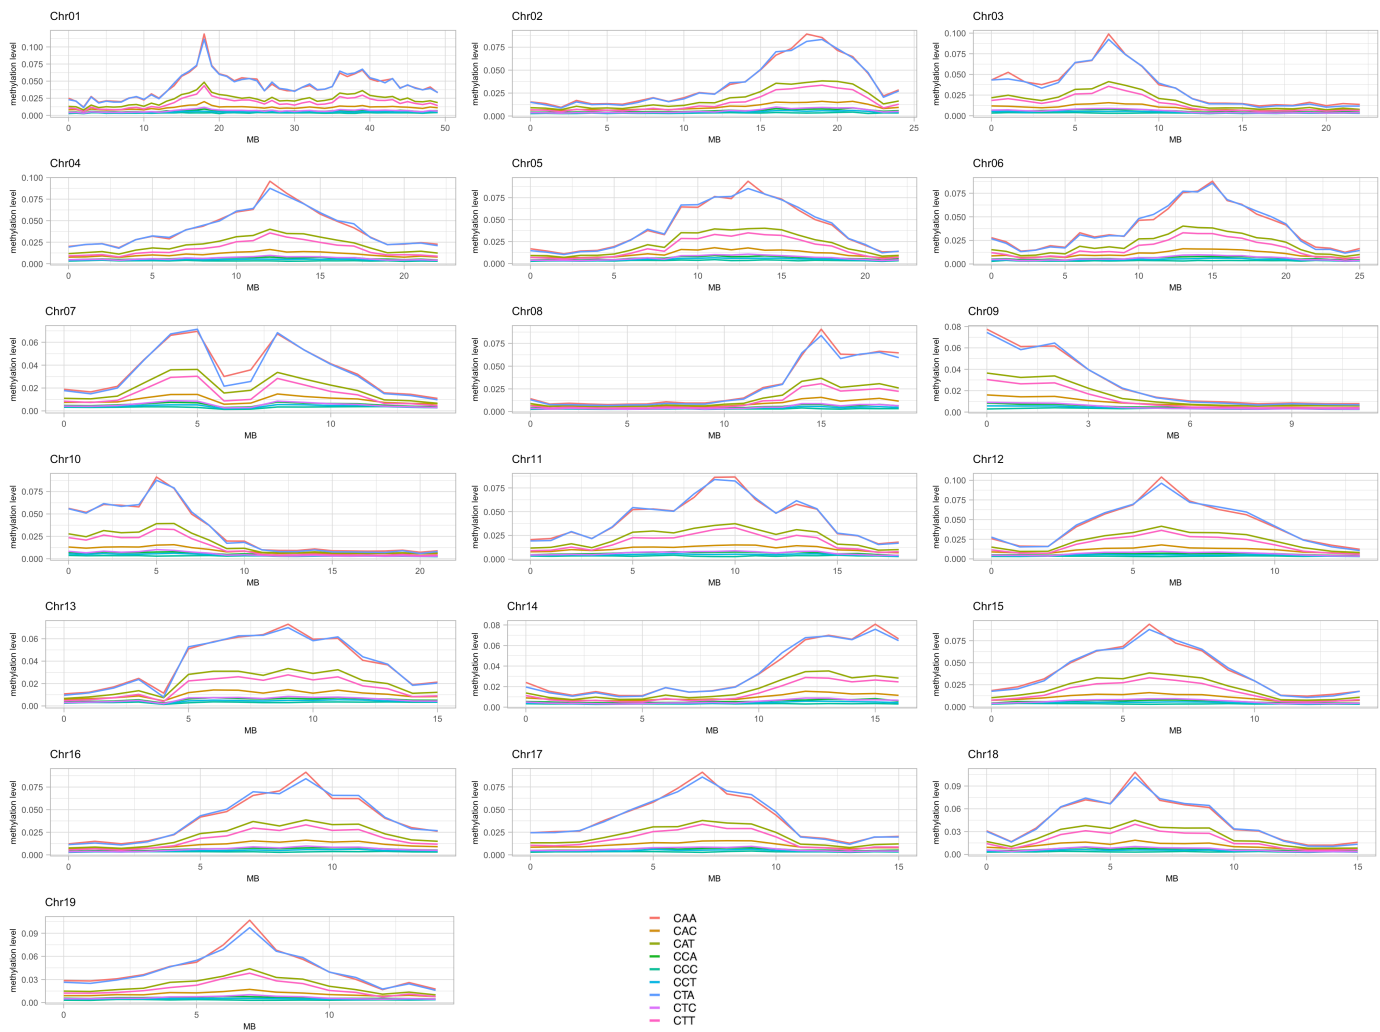 Chr01
methylation level
0.100
0.075
0.050
0.025
0.000
0 10 20 30 40 50
MB
Chr02
methylation level
0.075
0.050
0.025
0.000
0 5 10 15 20 25
MB
Chr03
methylation level
0.100
0.075
0.050
0.025
0.000
0 5 10 15 20
MB
Chr04
methylation level
0.100
0.075
0.050
0.025
0.000
0 5 10 15 20
MB
Chr05
methylation level
0.075
0.050
0.025
0.000
0 5 10 15 20 25
MB
Chr06
methylation level
0.075
0.050
0.025
0.000
0 5 10 15 20 25
MB
Chr07
methylation level
0.06
0.04
0.02
0.00
0 5 10
MB
Chr08
methylation level
0.075
0.050
0.025
0.000
0 5 10 15
MB
Chr09
methylation level
0.08
0.06
0.04
0.02
0.00
0 3 6 9
MB
Chr10
methylation level
0.075
0.050
0.025
0.000
0 5 10 15 20
MB
Chr11
methylation level
0.075
0.050
0.025
0.000
0 5 10 15
MB
Chr12
methylation level
0.100
0.075
0.050
0.025
0.000
0 5 10
MB
Chr13
methylation level
0.06
0.04
0.02
0.00
0 5 10 15
MB
Chr14
methylation level
0.08
0.06
0.04
0.02
0.00
0 5 10 15
MB
Chr15
methylation level
0.075
0.050
0.025
0.000
0 5 10
MB
Chr16
methylation level
0.075
0.050
0.025
0.000
0 5 10
MB
Chr17
methylation level
0.075
0.050
0.025
0.000
0 5 10 15
MB
Chr18
methylation level
0.09
0.06
0.03
0.00
0 5 10 15
MB
Chr19
methylation level
0.09
0.06
0.03
0.00
0 5 10
MB
CAA
CAC
CAT
CCA
CCC
CCT
CTA
CTC
CTT